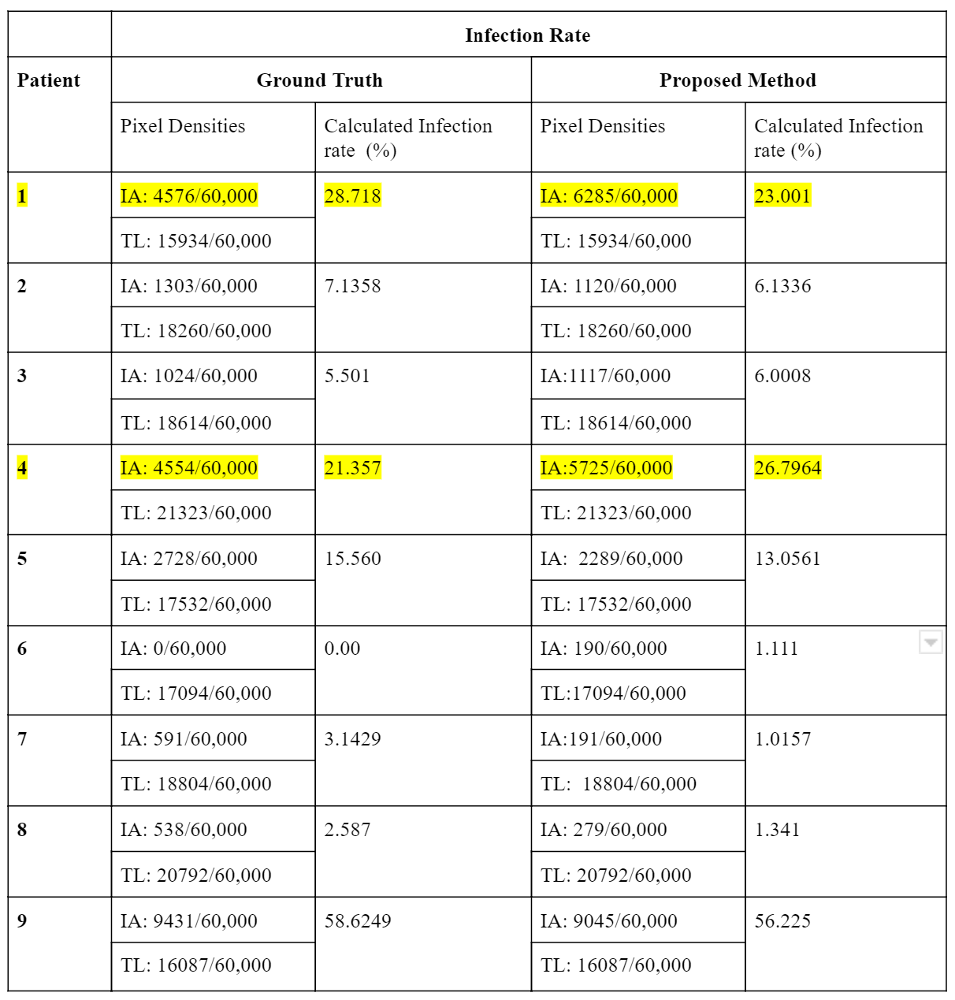 Infection Rate
Patient
Ground Truth
Proposed Method
Pixel Densities
Calculated Infection
rate (%)
Pixel Densities
Calculated Infection
rate (%)
1
IA: 4576/60,000
28.718
IA: 6285/60,000
23.001
TL: 15934/60,000
TL: 15934/60,000
2
IA: 1303/60,000
7.1358
IA: 1120/60,000
6.1336
TL: 18260/60,000
TL: 18260/60,000
3
IA: 1024/60,000
5.501
IA:1117/60,000
6.0008
TL: 18614/60,000
TL: 18614/60,000
4
IA: 4554/60,000
21.357
IA:5725/60,000
26.7964
TL: 21323/60,000
TL: 21323/60,000
5
IA: 2728/60,000
15.560
IA: 2289/60,000
13.0561
TL: 17532/60,000
TL: 17532/60,000
6
IA: 0/60,000
0.00
IA: 190/60,000
1.111
TL: 17094/60,000
TL:17094/60,000
7
IA: 591/60,000
3.1429
IA:191/60,000
1.0157
TL: 18804/60,000
TL: 18804/60,000
8
IA: 538/60,000
2.587
IA: 279/60,000
1.341
TL: 20792/60,000
TL: 20792/60,000
9
IA: 9431/60,000
58.6249
IA: 9045/60,000
56.225
TL: 16087/60,000
TL: 16087/60,000